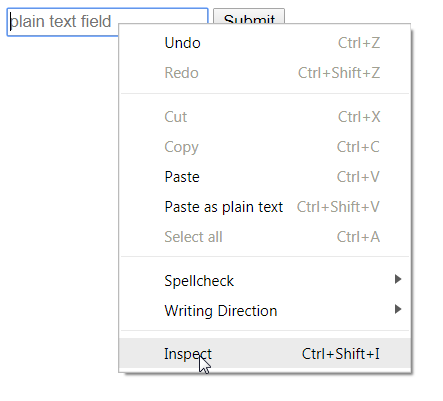 plain text field Submit
Undo Ctrl+Z
Redo Ctrl+Shift+Z
Cut Ctrl+X
Copy Ctrl+C
Paste Ctrl+V
Paste as plain text Ctrl+Shift+V
Select all Ctrl+A
Spellcheck
Writing Direction
Inspect Ctrl+Shift+I